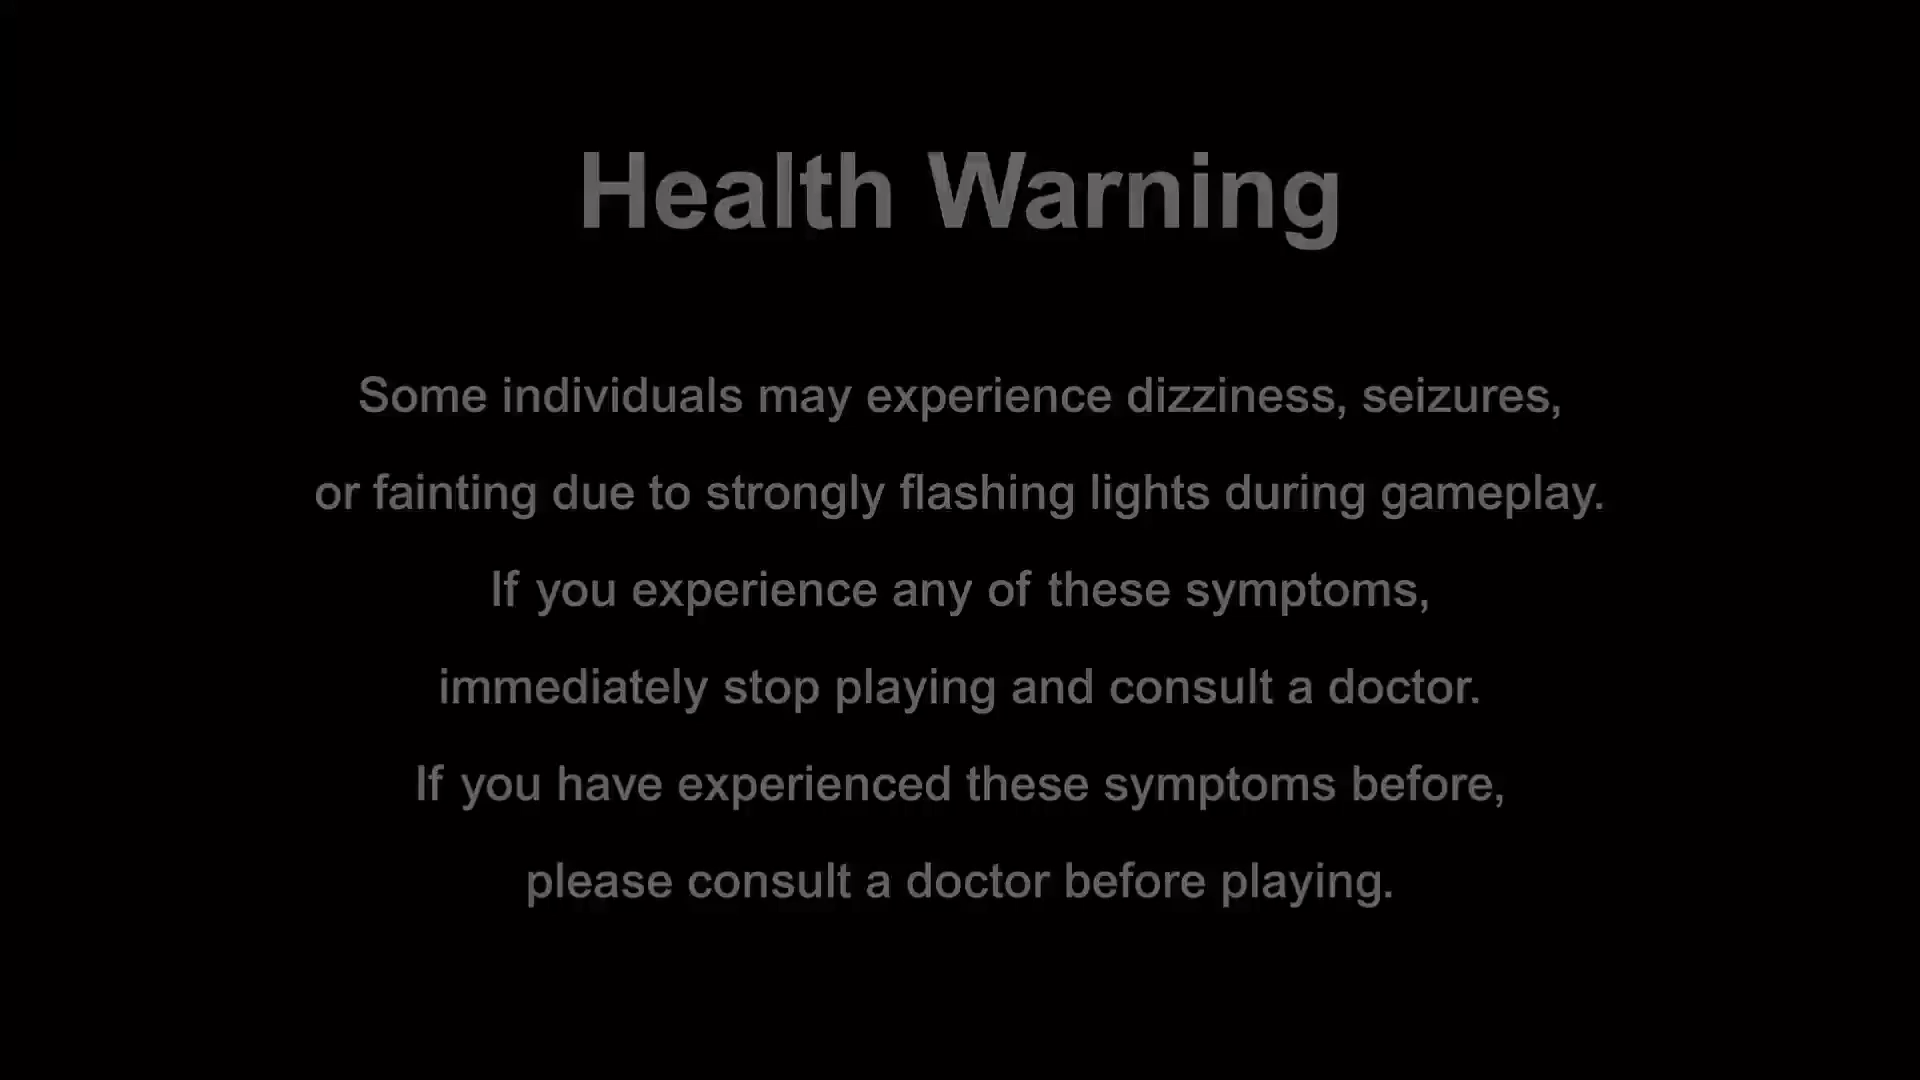 Health Warning
Some individuals may experience dizziness, seizures,
or fainting due to strongly flashing lights during gameplay.
If you experience any of these symptoms,
immediately stop playing and consult a doctor.
If you have experienced these symptoms before,
please consult a doctor before playing.